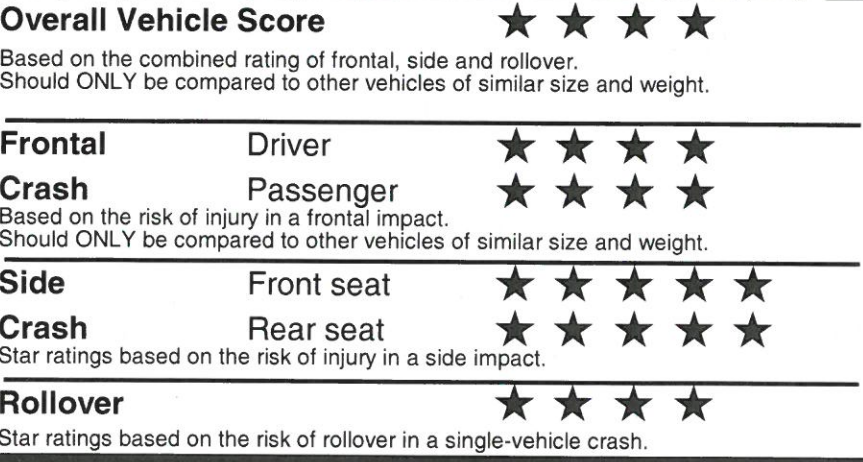 Overall Vehicle Score ★ ★ ★ ★
Based on the combined rating of frontal, side and rollover.
Should ONLY be compared to other vehicles of similar size and weight.
Frontal Driver ★ ★ ★ ★
Crash Passenger ★ ★ ★ ★
Based on the risk of injury in a frontal impact.
Should ONLY be compared to other vehicles of similar size and weight.
Side Front seat ★ ★ ★ ★ ★
Crash Rear seat ★ ★ ★ ★ ★
Star ratings based on the risk of injury in a side impact.
Rollover ★ ★ ★ ★
Star ratings based on the risk of rollover in a single-vehicle crash.